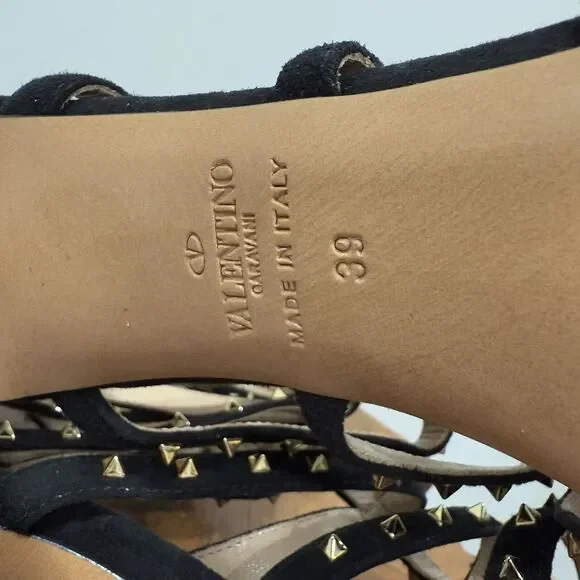 VALENTINO
GARAVANI
MADE IN ITALY
39